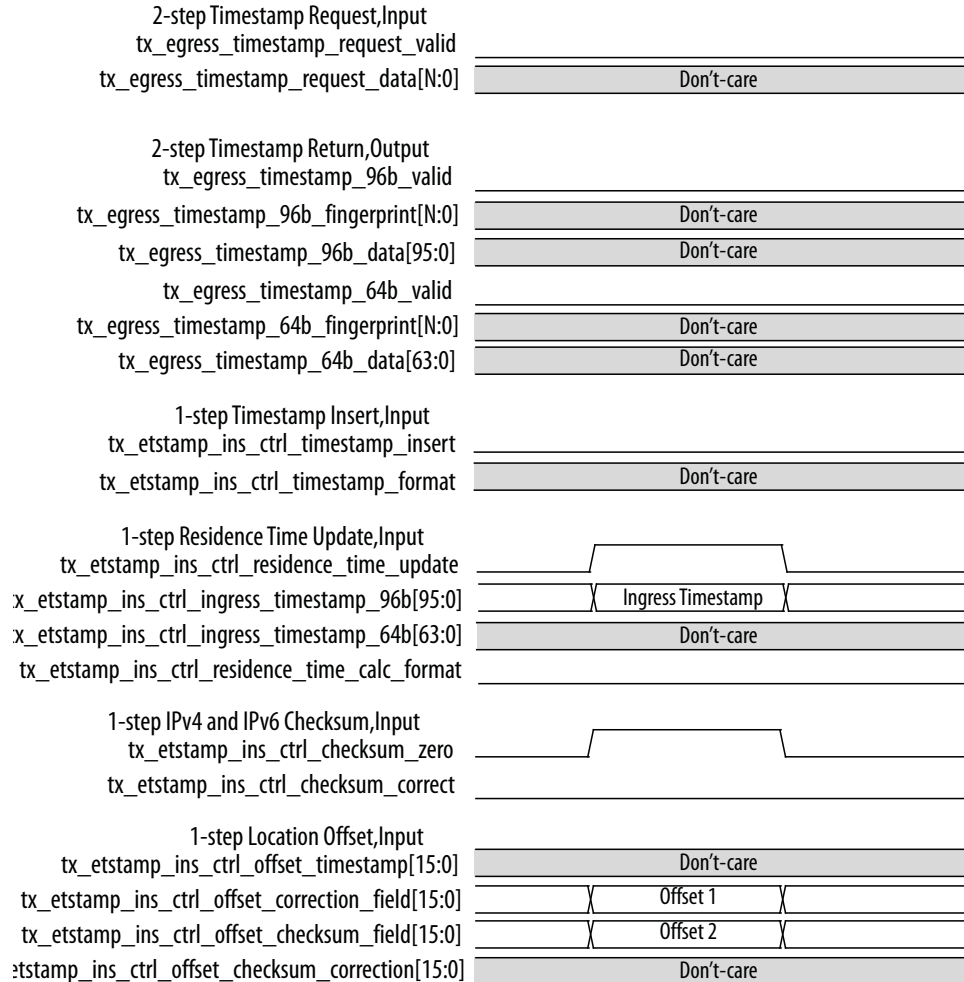 2-step Timestamp Request,Input
tx_egress_timestamp_request_valid
tx_egress_timestamp_request_data[N:0] Don't-care
2-step Timestamp Return,Output
tx_egress_timestamp_96b_valid
tx_egress_timestamp_96b_fingerprint[N:0] Don't-care
tx_egress_timestamp_96b_data[95:0] Don't-care
tx_egress_timestamp_64b_valid
tx_egress_timestamp_64b_fingerprint[N:0] Don't-care
tx_egress_timestamp_64b_data[63:0] Don't-care
1-step Timestamp Insert,Input
tx_etstamp_ins_ctrl_timestamp_insert
tx_etstamp_ins_ctrl_timestamp_format Don't-care
1-step Residence Time Update,Input
tx_etstamp_ins_ctrl_residence_time_update
x_etstamp_ins_ctrl_ingress_timestamp_96b[95:0] Ingress Timestamp
x_etstamp_ins_ctrl_ingress_timestamp_64b[63:0] Don't-care
tx_etstamp_ins_ctrl_residence_time_calc_format
1-step IPv4 and IPv6 Checksum,Input
tx_etstamp_ins_ctrl_checksum_zero
tx_etstamp_ins_ctrl_checksum_correct
1-step Location Offset,Input
tx_etstamp_ins_ctrl_offset_timestamp[15:0] Don't-care
tx_etstamp_ins_ctrl_offset_correction_field[15:0] Offset 1
tx_etstamp_ins_ctrl_offset_checksum_field[15:0] Offset 2
etstamp_ins_ctrl_offset_checksum_correction[15:0] Don't-care